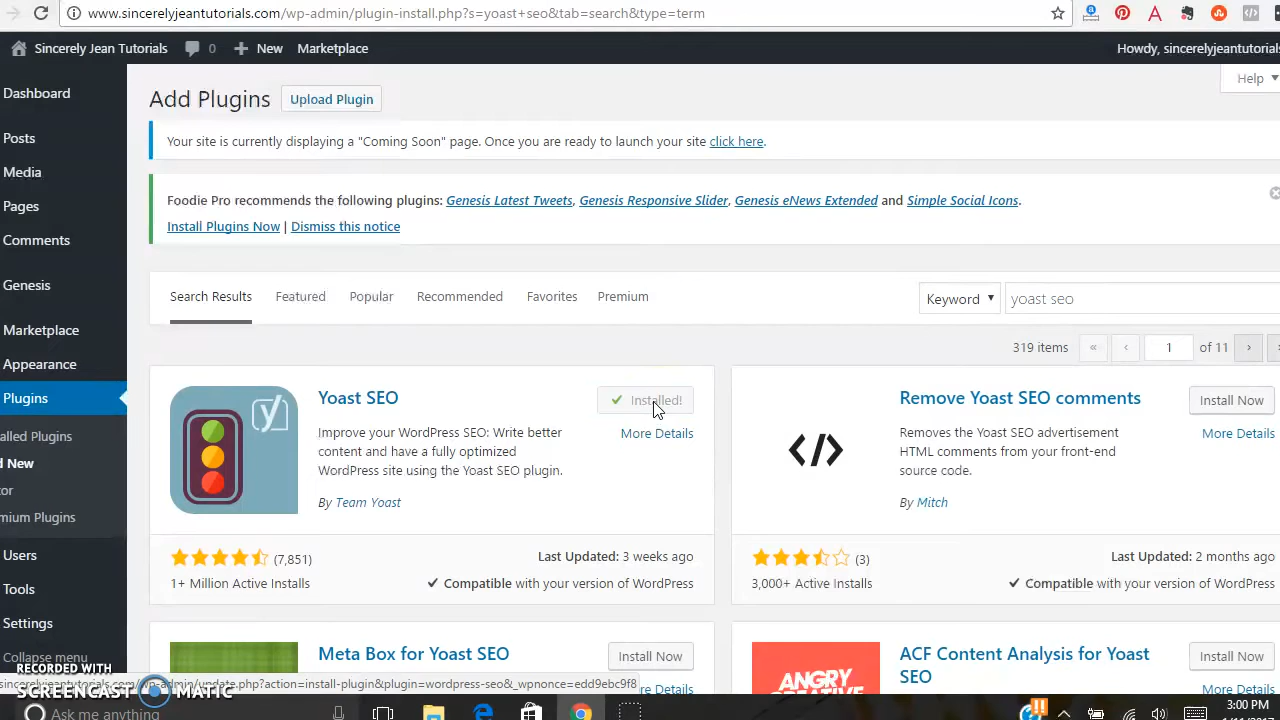 www.sincerelyjeantutorials.com/wp-admin/plugin-install.php?s=yoast+seo&tab=search&type=term
Sincerely Jean Tutorials 0 New Marketplace Howdy, sincerelyjeantutorials
Dashboard
Posts
Media
Pages
Comments
Genesis
Marketplace
Appearance
Plugins
alled Plugins
d New
or
mium Plugins
Users
Tools
Settings
Collapse menu
Help
Add Plugins Upload Plugin
Your site is currently displaying a "Coming Soon" page. Once you are ready to launch your site click here.
Foodie Pro recommends the following plugins: Genesis Latest Tweets, Genesis Responsive Slider, Genesis eNews Extended and Simple Social Icons.
Install Plugins Now | Dismiss this notice
Search Results Featured Popular Recommended Favorites Premium Keyword yoast seo
319 items « ‹ 1 of 11 ›
Yoast SEO
Installed!
More Details
Improve your WordPress SEO: Write better
content and have a fully optimized
WordPress site using the Yoast SEO plugin.
By Team Yoast
(7,851)
Last Updated: 3 weeks ago
1+ Million Active Installs
Compatible with your version of WordPress
Remove Yoast SEO comments
Install Now
More Details
Removes the Yoast SEO advertisement
HTML comments from your front-end
source code.
By Mitch
(3)
Last Updated: 2 months ago
3,000+ Active Installs
Compatible with your version of WordPress
Meta Box for Yoast SEO
Install Now
re Details
ACF Content Analysis for Yoast
SEO
Install Now
More Details
ANGRY
RECORDED WITH
SCREENCAST MATIC
Ask me anything
3:00 PM